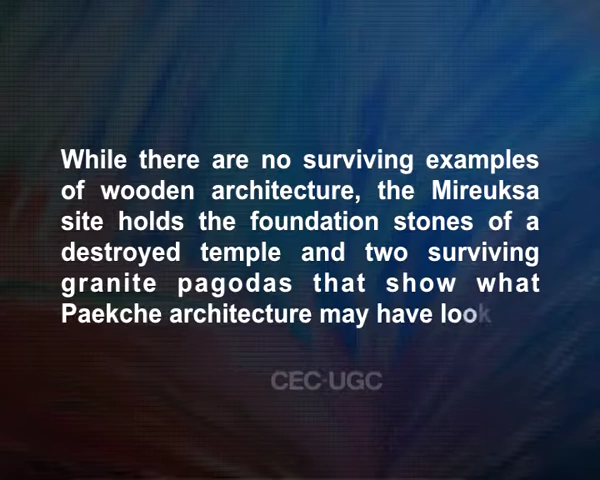 While there are no surviving examples
of wooden architecture, the Mireuksa
site holds the foundation stones of a
destroyed temple and two surviving
granite pagodas that show what
Paekche architecture may have look
CEC·UGC